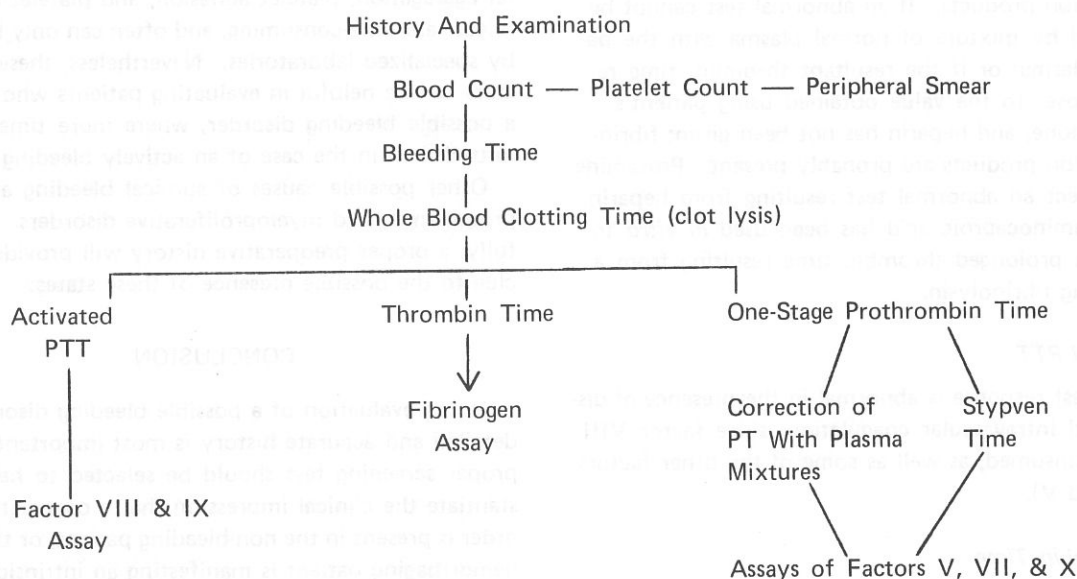 History And Examination
Blood Count — Platelet Count — Peripheral Smear
Bleeding Time
Whole Blood Clotting Time (clot lysis)
Activated
PTT
Thrombin Time
One-Stage Prothrombin Time
Fibrinogen
Assay
Correction of
PT With Plasma
Mixtures
Stypven
Time
Factor VIII & IX
Assay
Assays of Factors V, VII, & X